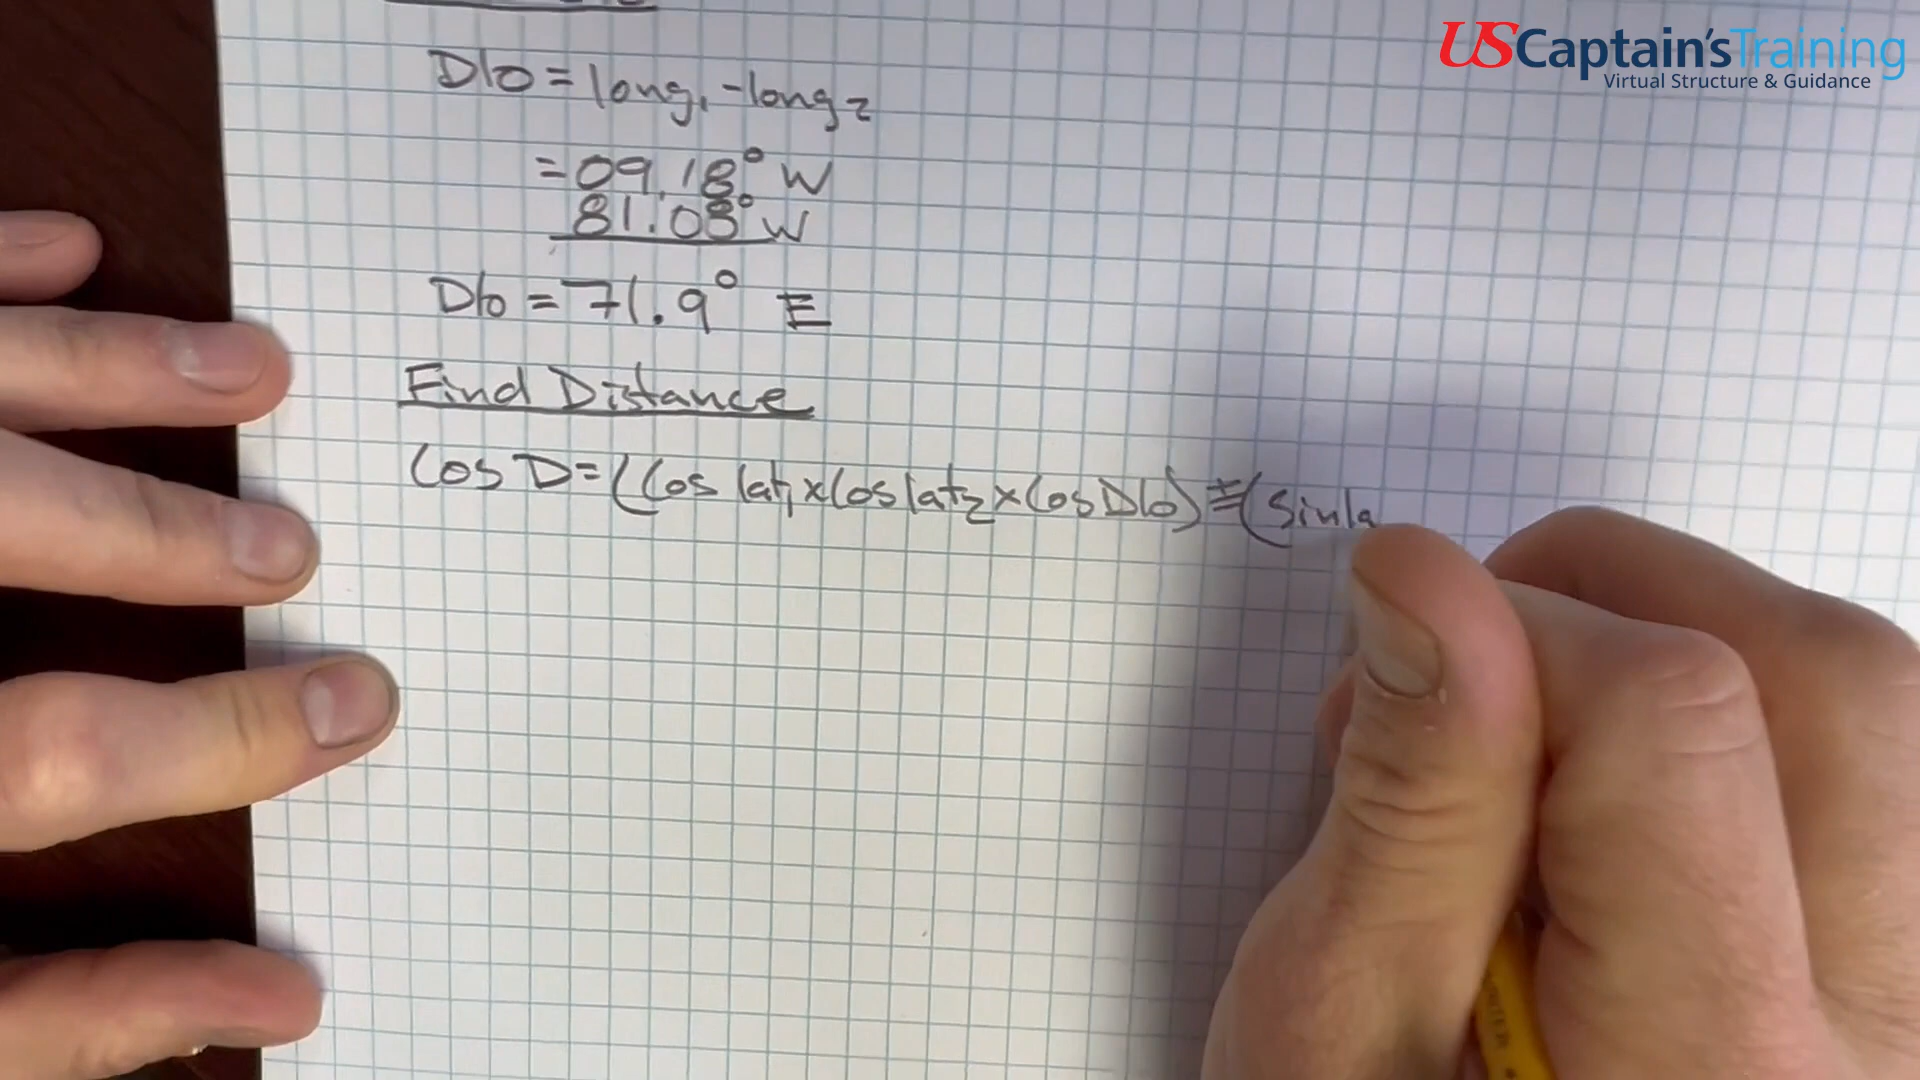 USCaptain'sTraining
Virtual Structure & Guidance
Dlo = long₁ - long₂
= 09.18° W
81.08° W
Dlo = 71.9° E
Find Distance
Cos D = (Cos lat₁ x Cos lat₂ x Cos Dlo) ± (Sin la